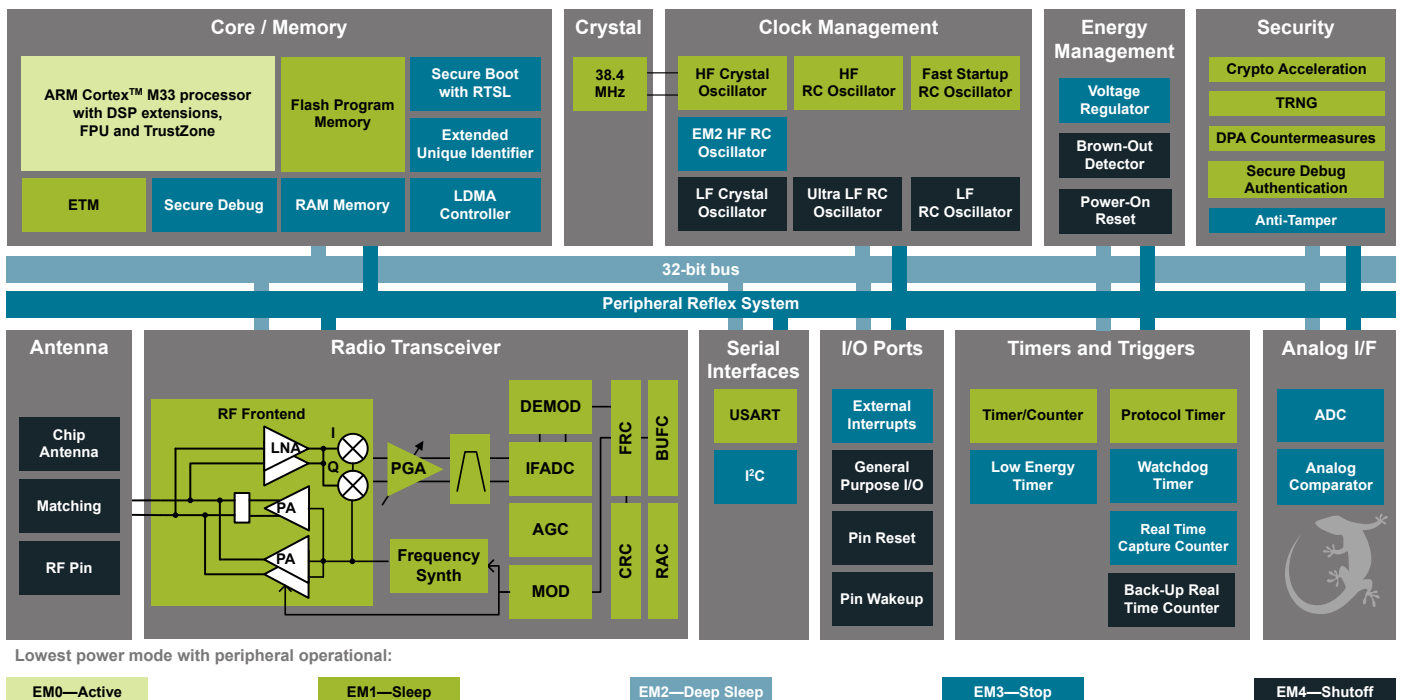 Core / Memory
ARM Cortex™ M33 processor
with DSP extensions,
FPU and TrustZone
Flash Program
Memory
Secure Boot
with RTSL
Extended
Unique Identifier
ETM
Secure Debug
RAM Memory
LDMA
Controller
Crystal
38.4
MHz
Clock Management
HF Crystal
Oscillator
HF
RC Oscillator
Fast Startup
RC Oscillator
EM2 HF RC
Oscillator
LF Crystal
Oscillator
Ultra LF RC
Oscillator
LF
RC Oscillator
Energy
Management
Voltage
Regulator
Brown-Out
Detector
Power-On
Reset
Security
Crypto Acceleration
TRNG
DPA Countermeasures
Secure Debug
Authentication
Anti-Tamper
32-bit bus
Peripheral Reflex System
Antenna
Chip
Antenna
Matching
RF Pin
Radio Transceiver
RF Frontend
LNA
I
Q
PA
PA
PGA
Frequency
Synth
DEMOD
IFADC
AGC
MOD
FRC
BUFC
CRC
RAC
Serial
Interfaces
USART
I²C
I/O Ports
External
Interrupts
General
Purpose I/O
Pin Reset
Pin Wakeup
Timers and Triggers
Timer/Counter
Protocol Timer
Low Energy
Timer
Watchdog
Timer
Real Time
Capture Counter
Back-Up Real
Time Counter
Analog I/F
ADC
Analog
Comparator
Lowest power mode with peripheral operational:
EM0—Active
EM1—Sleep
EM2—Deep Sleep
EM3—Stop
EM4—Shutoff